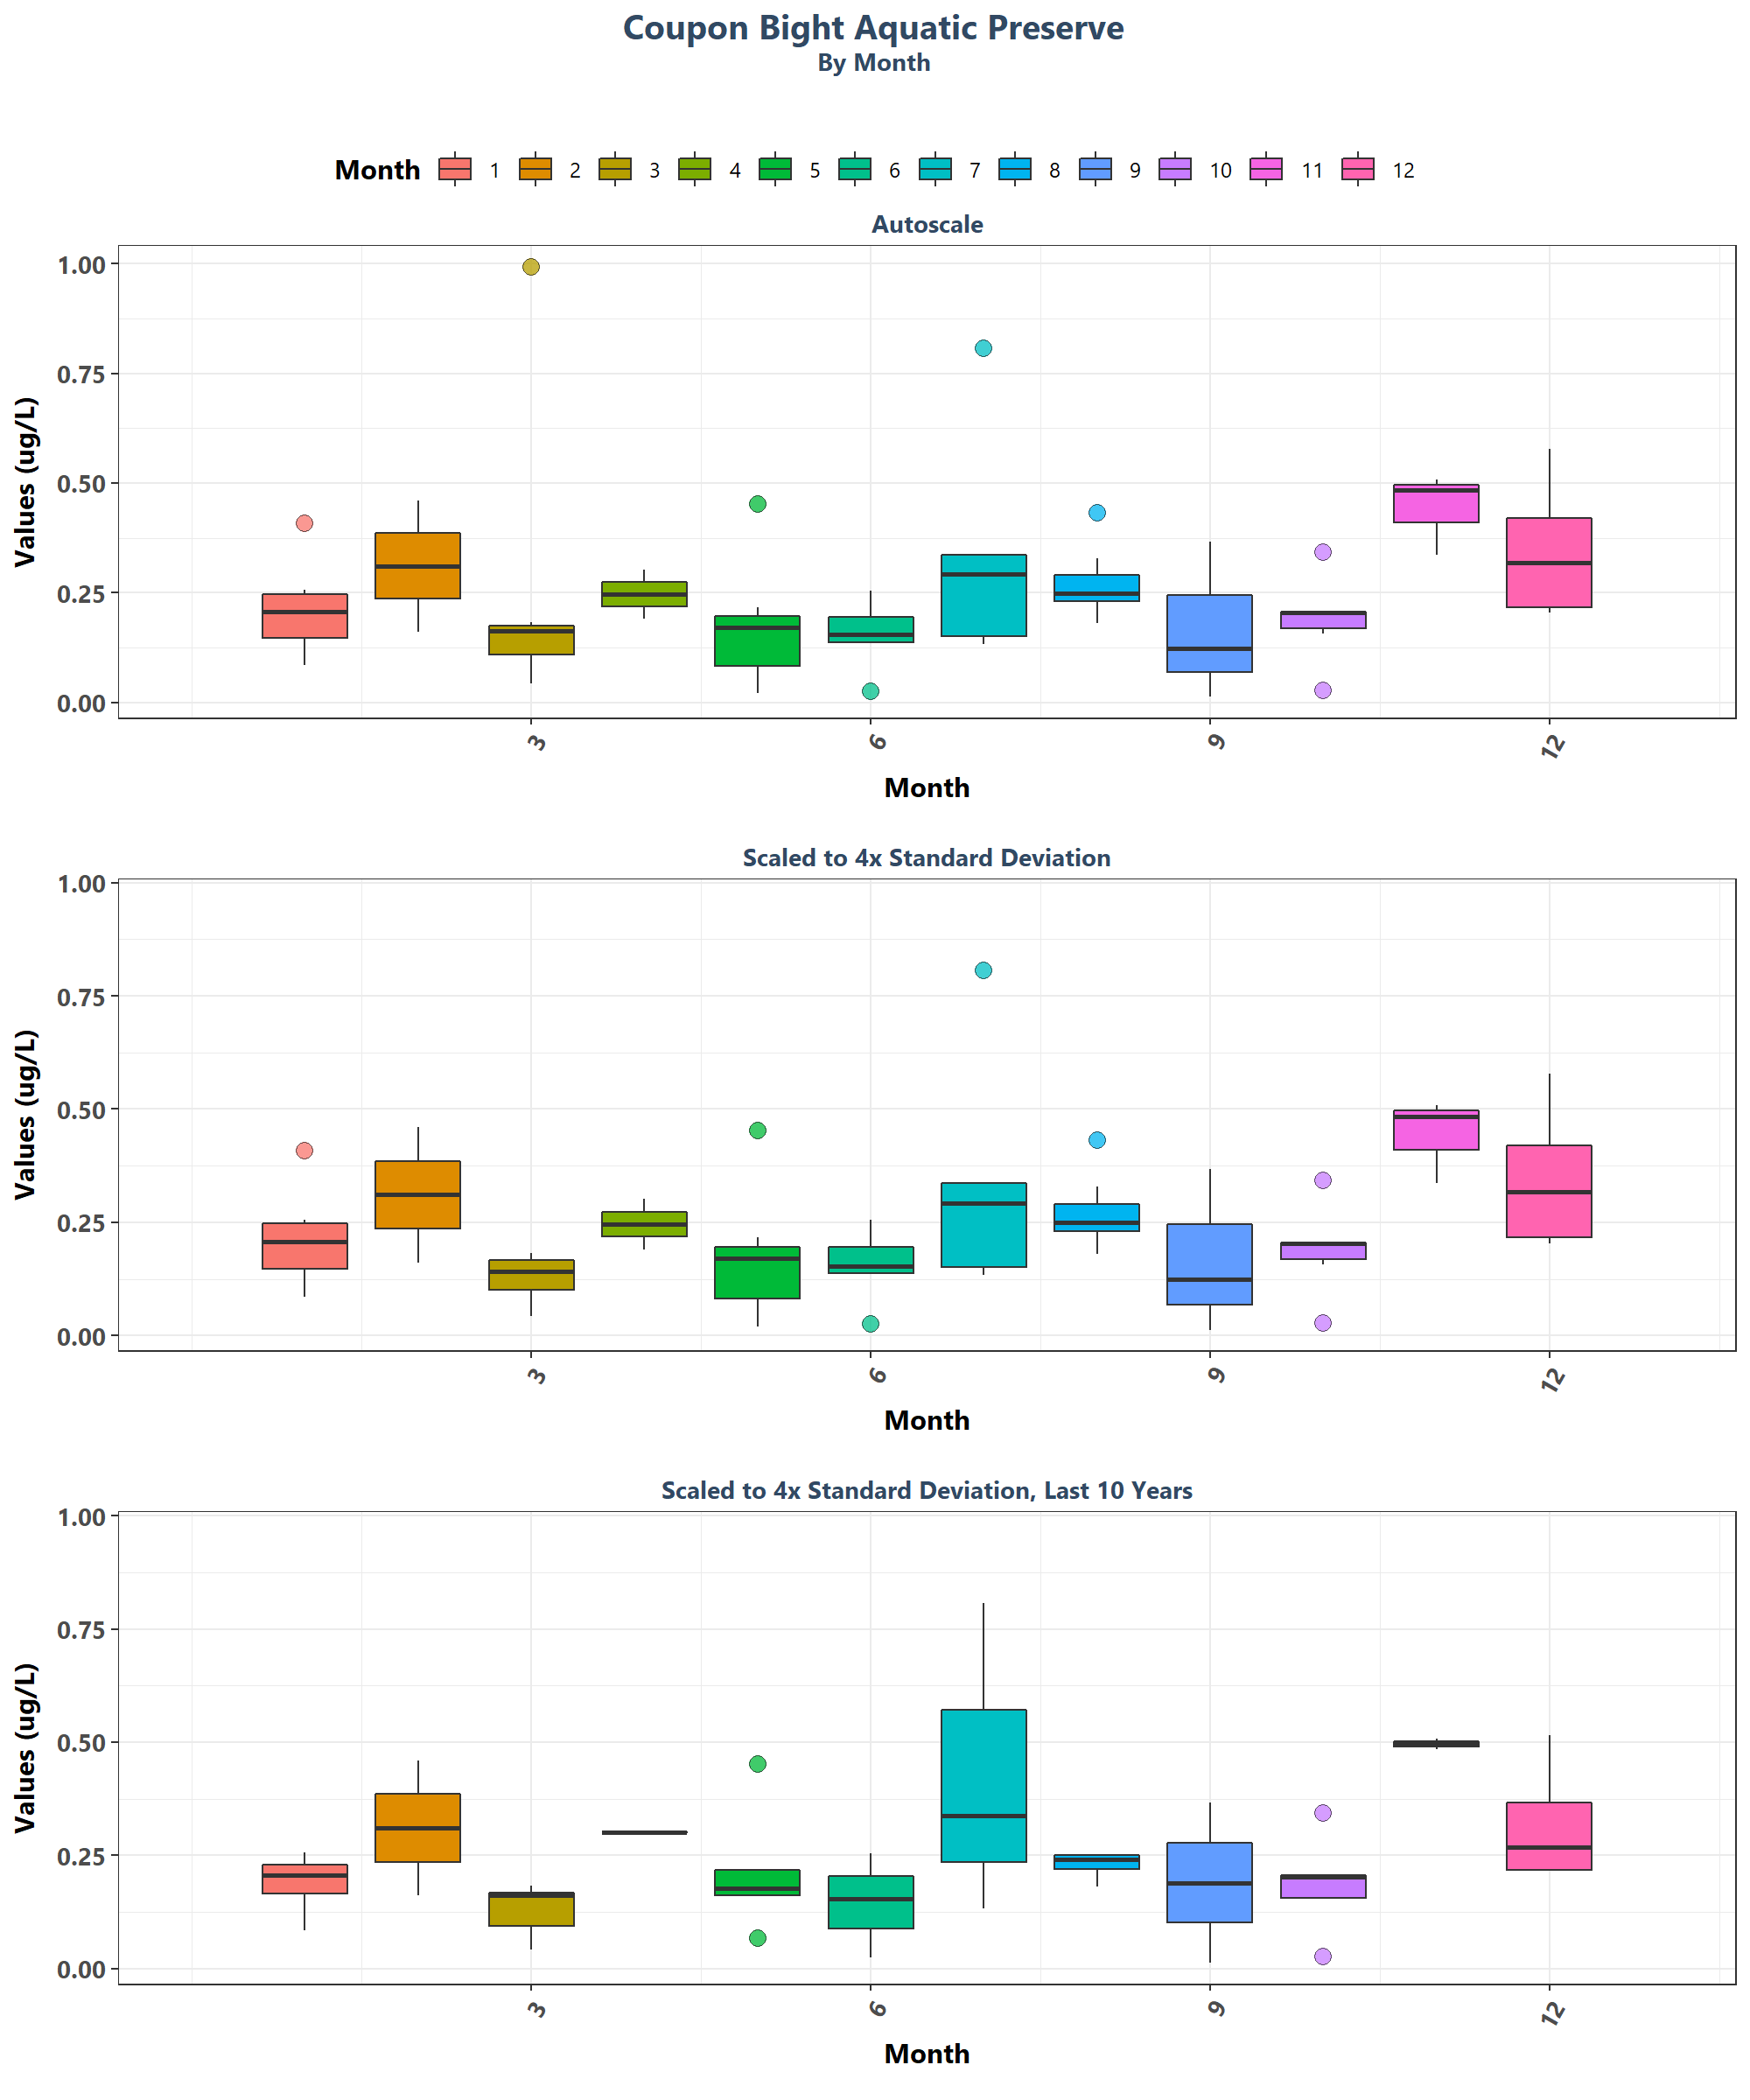 Coupon Bight Aquatic Preserve
By Month
Month 1 2 3 4 5 6 7 8 9 10 11 12
Autoscale
Values (ug/L)
1.00
0.75
0.50
0.25
0.00
3 6 9 12
Month
Scaled to 4x Standard Deviation
Values (ug/L)
1.00
0.75
0.50
0.25
0.00
3 6 9 12
Month
Scaled to 4x Standard Deviation, Last 10 Years
Values (ug/L)
1.00
0.75
0.50
0.25
0.00
3 6 9 12
Month